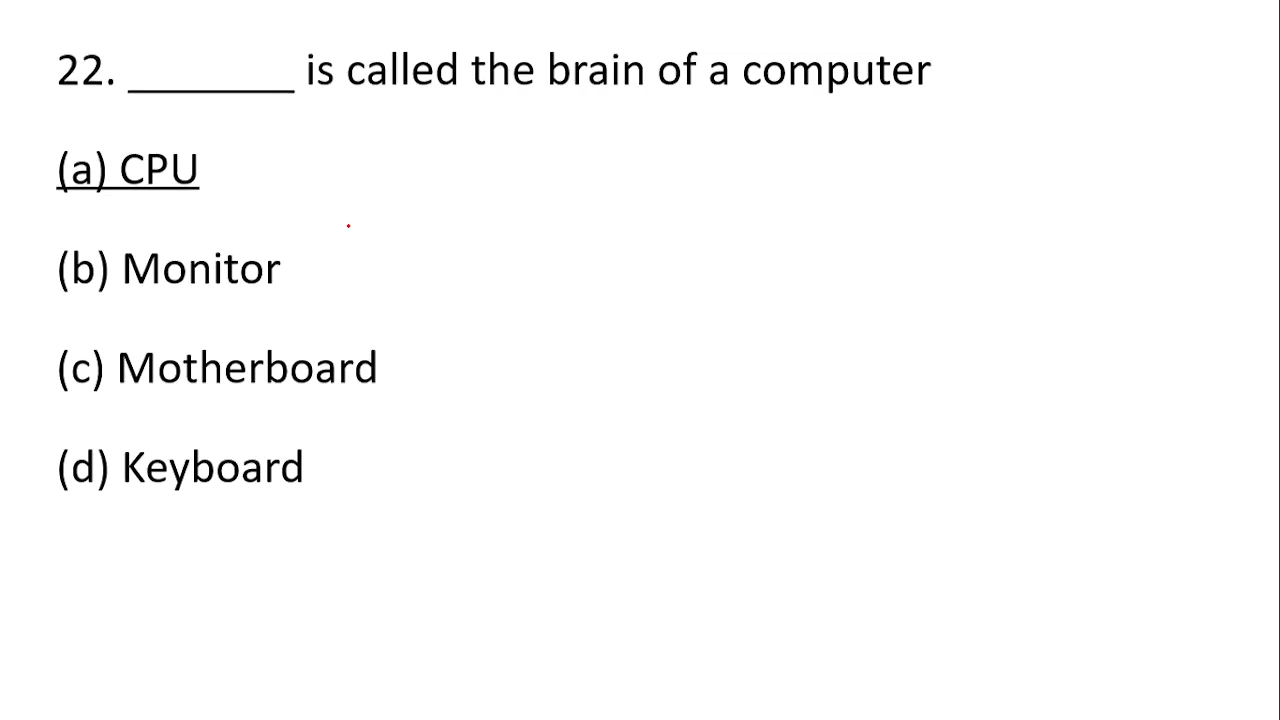 22. ________ is called the brain of a computer
(a) CPU
(b) Monitor
(c) Motherboard
(d) Keyboard